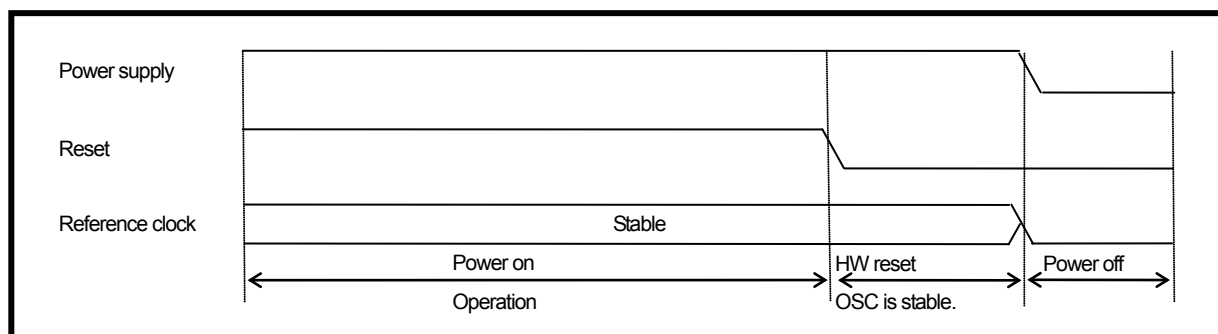 Power supply
Reset
Reference clock
Stable
Power on
HW reset
Power off
Operation
OSC is stable.